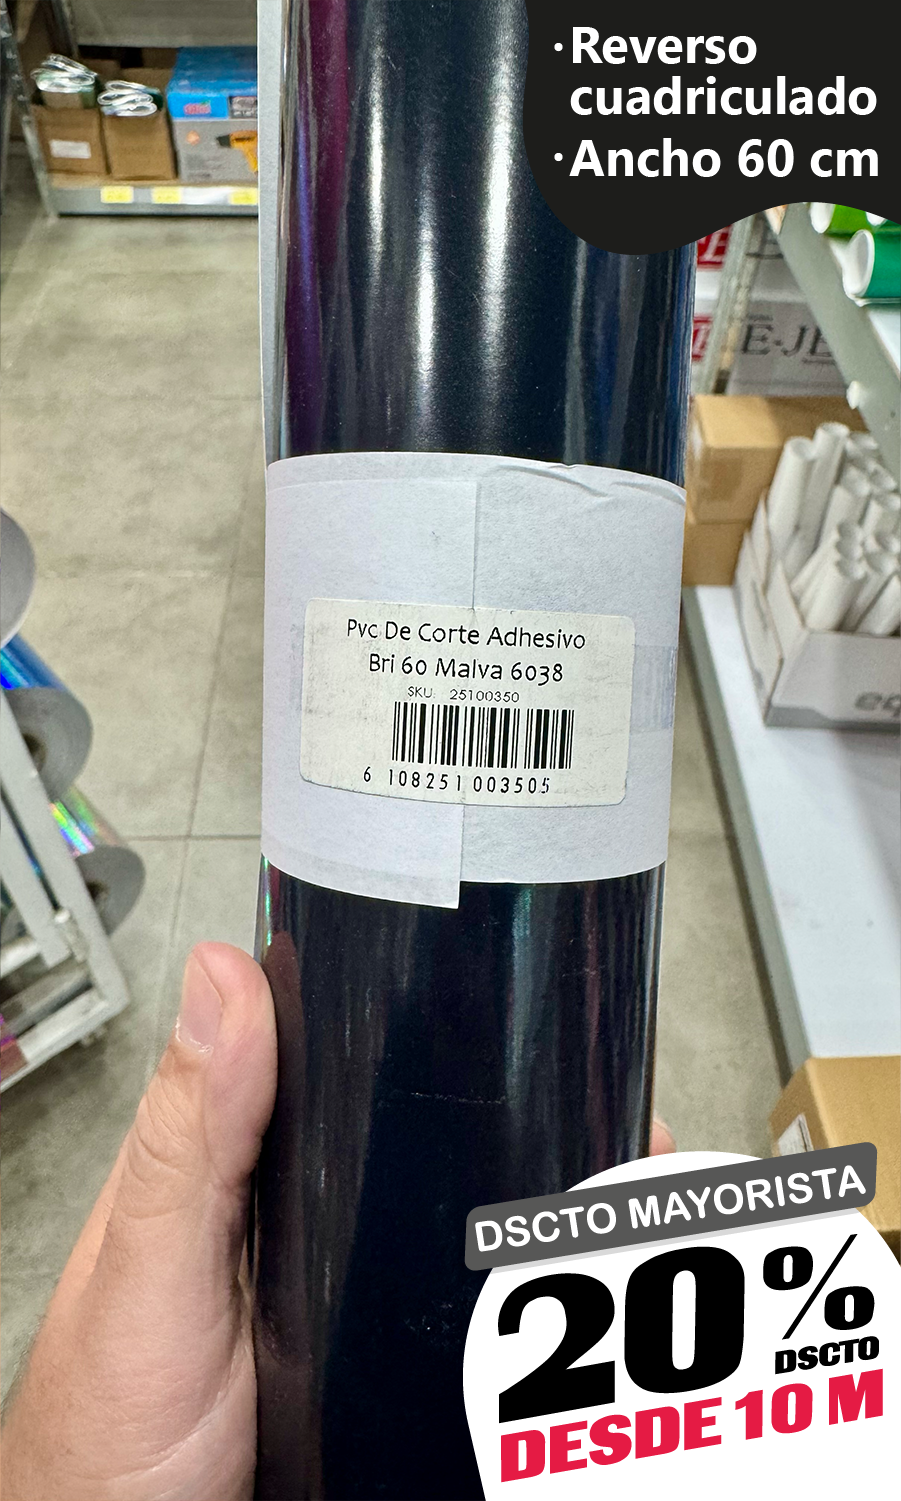 ·Reverso
cuadriculado
·Ancho 60 cm
E-JE
Pvc De Corte Adhesivo
Bri 60 Malva 6038
SKU: 25100350
6 108251 003505
DSCTO MAYORISTA
20%
DSCTO
DESDE 10 M